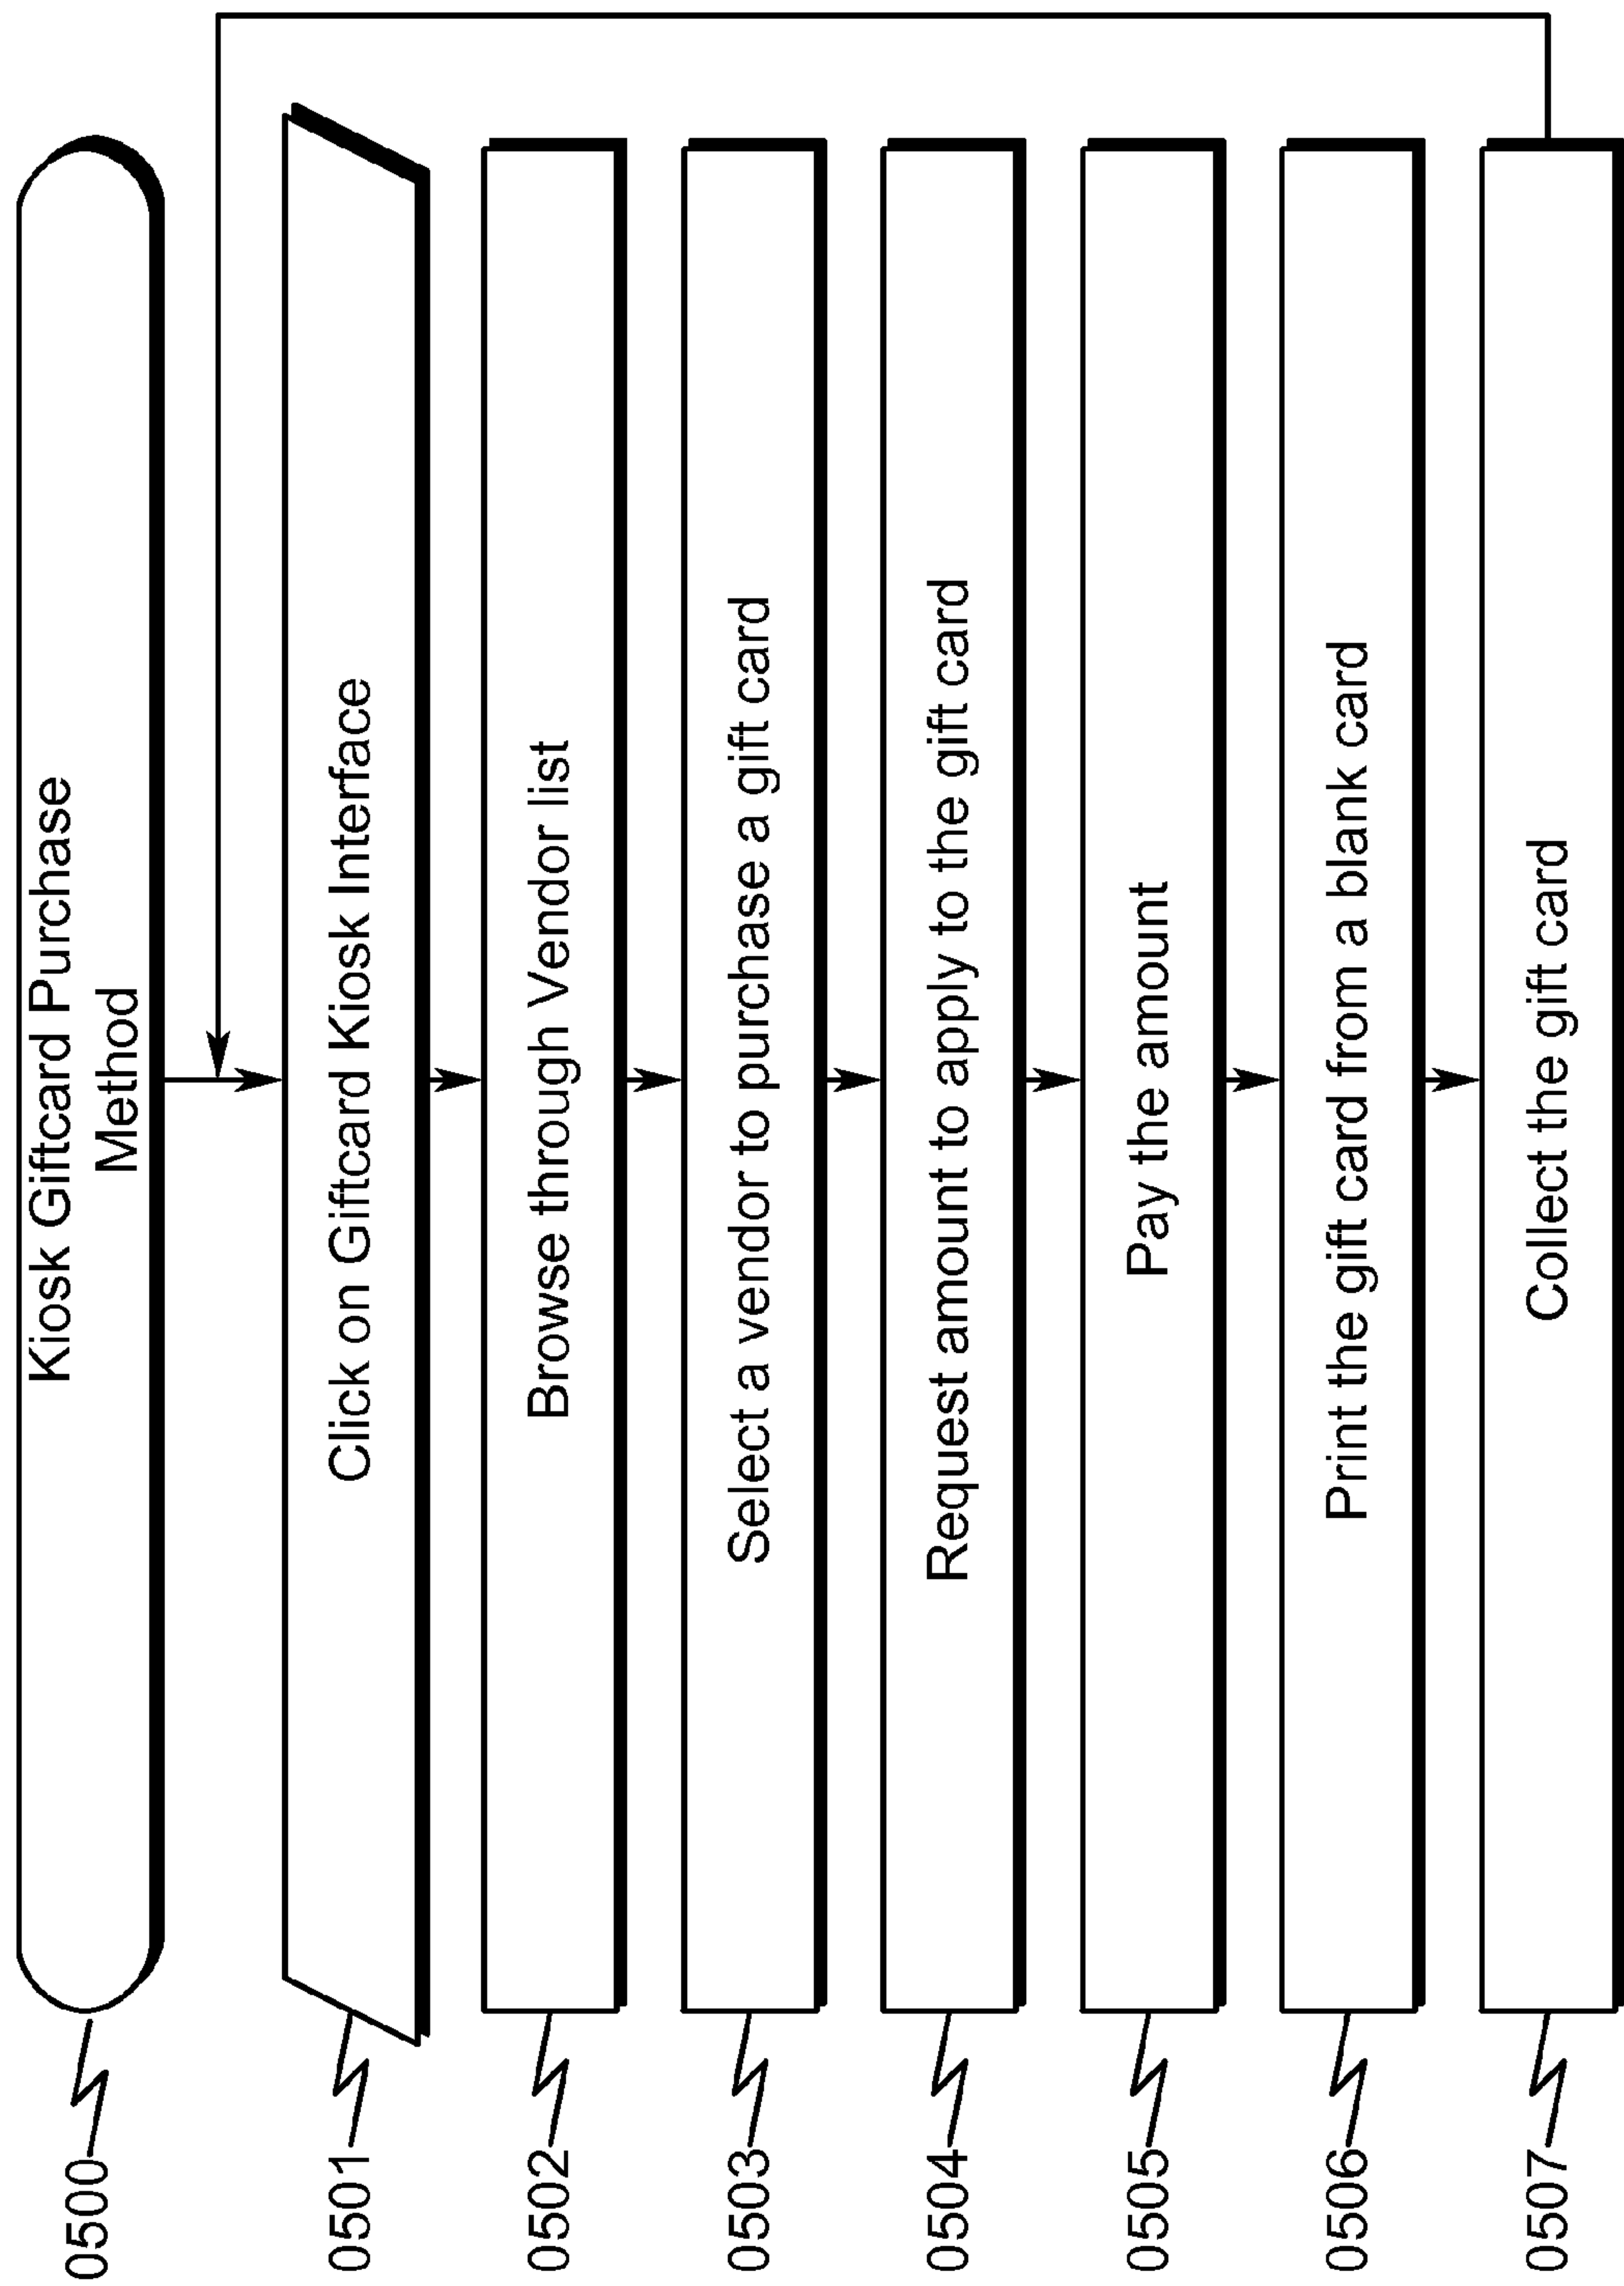 Kiosk Giftcard Purchase
Method
0500
Click on Giftcard Kiosk Interface
0501
Browse through Vendor list
0502
Select a vendor to purchase a gift card
0503
Request amount to apply to the gift card
0504
Pay the amount
0505
Print the gift card from a blank card
0506
Collect the gift card
0507